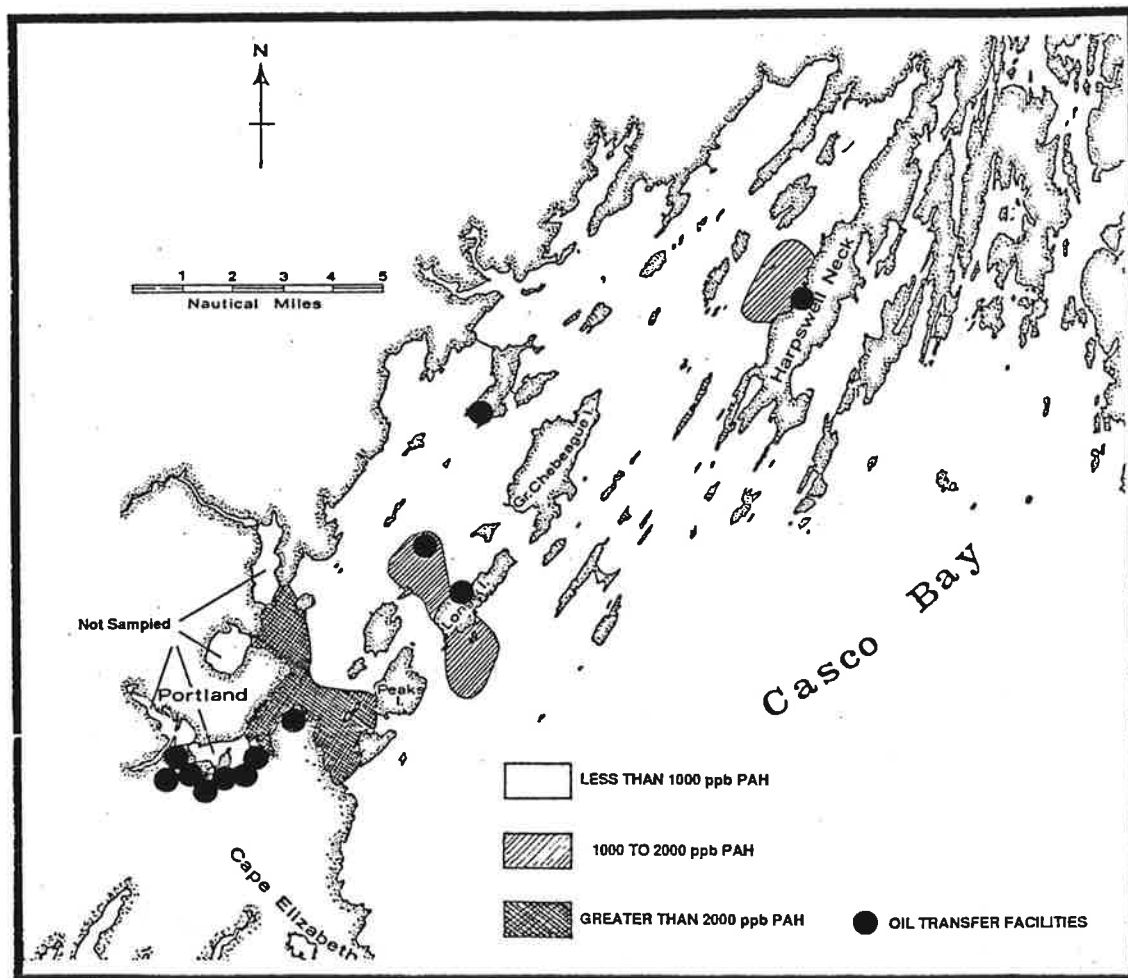 N
1 2 3 4 5
Nautical Miles
Harpswell Neck
Gr. Chebeague I.
Long I.
Not Sampled
Portland
Peaks
I.
Casco Bay
Cape Elizabeth
LESS THAN 1000 ppb PAH
1000 TO 2000 ppb PAH
GREATER THAN 2000 ppb PAH
OIL TRANSFER FACILITIES